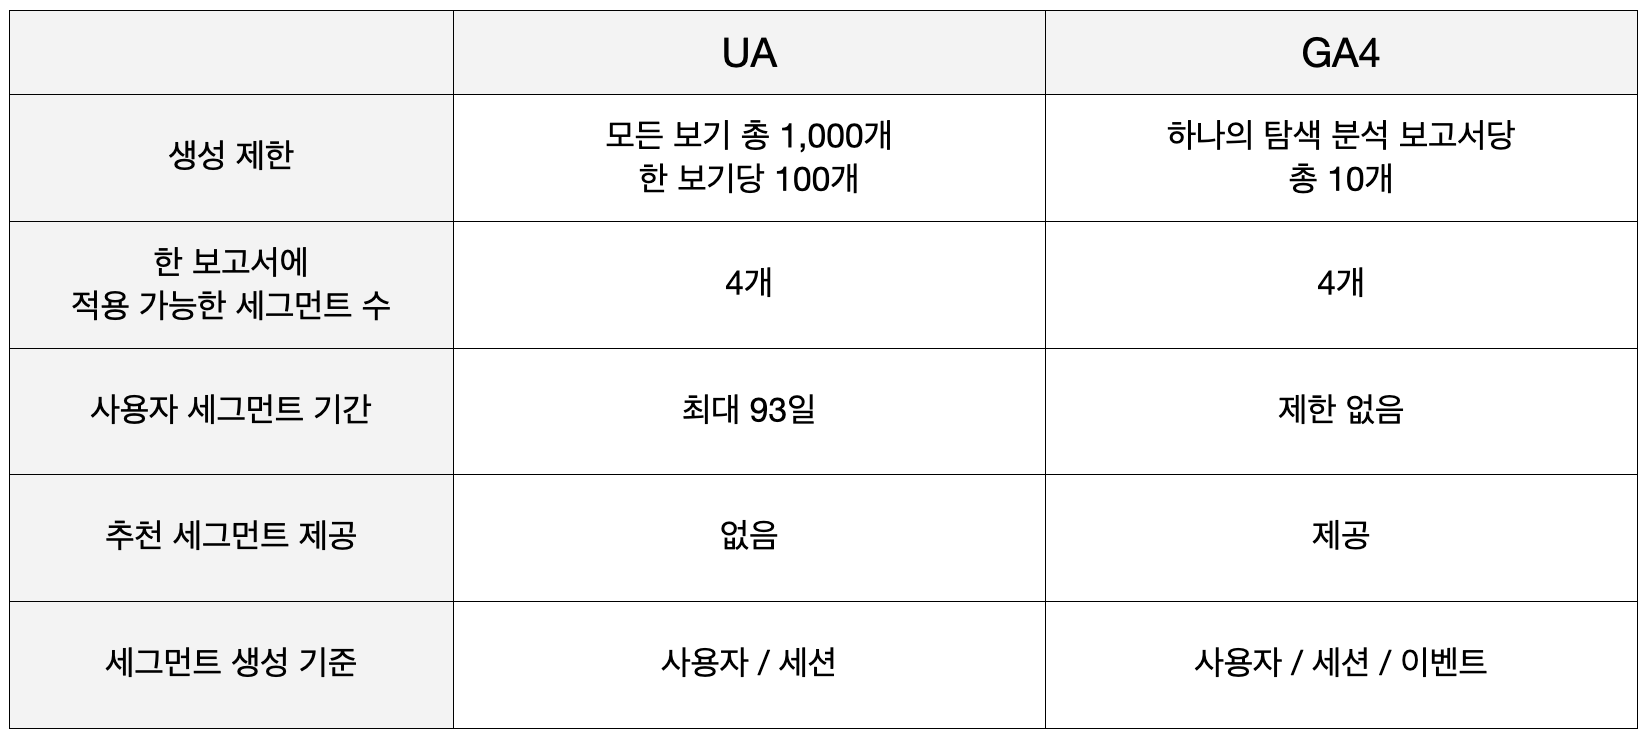 UA
GA4
생성 제한
모든 보기 총 1,000개
한 보기당 100개
하나의 탐색 분석 보고서당
총 10개
한 보고서에
적용 가능한 세그먼트 수
4개
4개
사용자 세그먼트 기간
최대 93일
제한 없음
추천 세그먼트 제공
없음
제공
세그먼트 생성 기준
사용자 / 세션
사용자 / 세션 / 이벤트